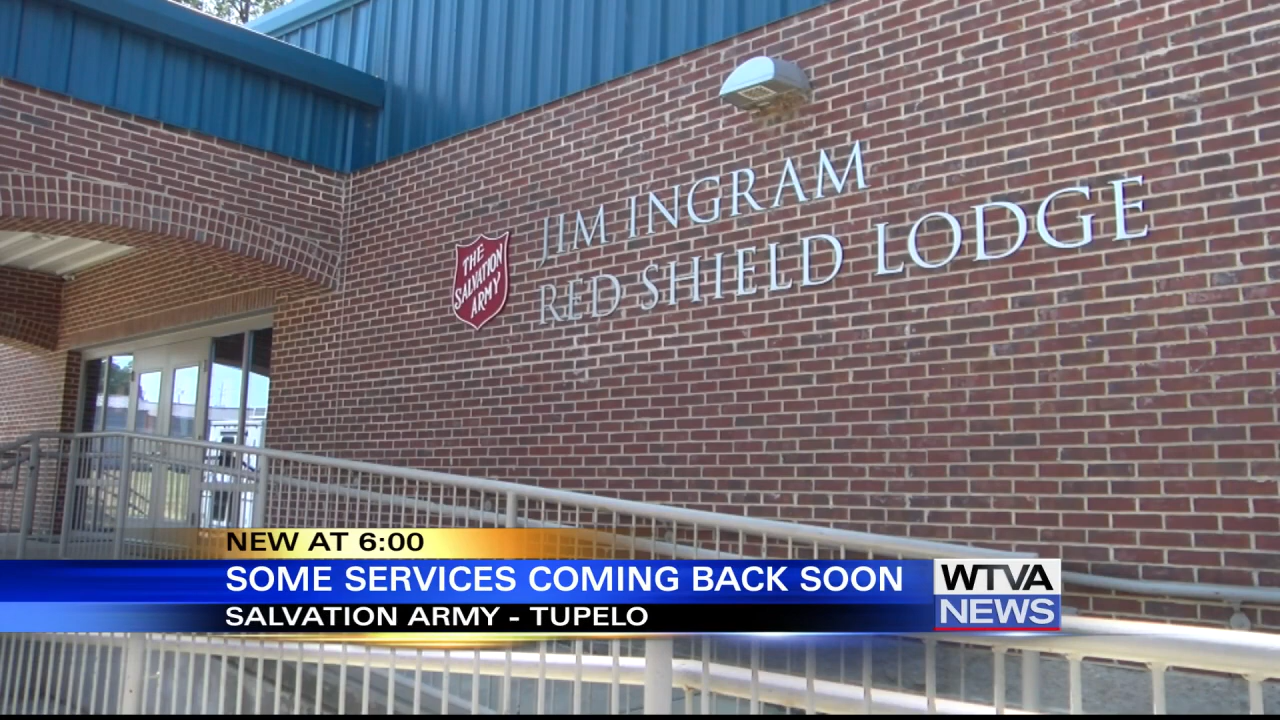 JIM INGRAM
RED SHIELD LODGE
THE
SALVATION
ARMY
NEW AT 6:00
SOME SERVICES COMING BACK SOON
SALVATION ARMY - TUPELO
WTVA
NEWS